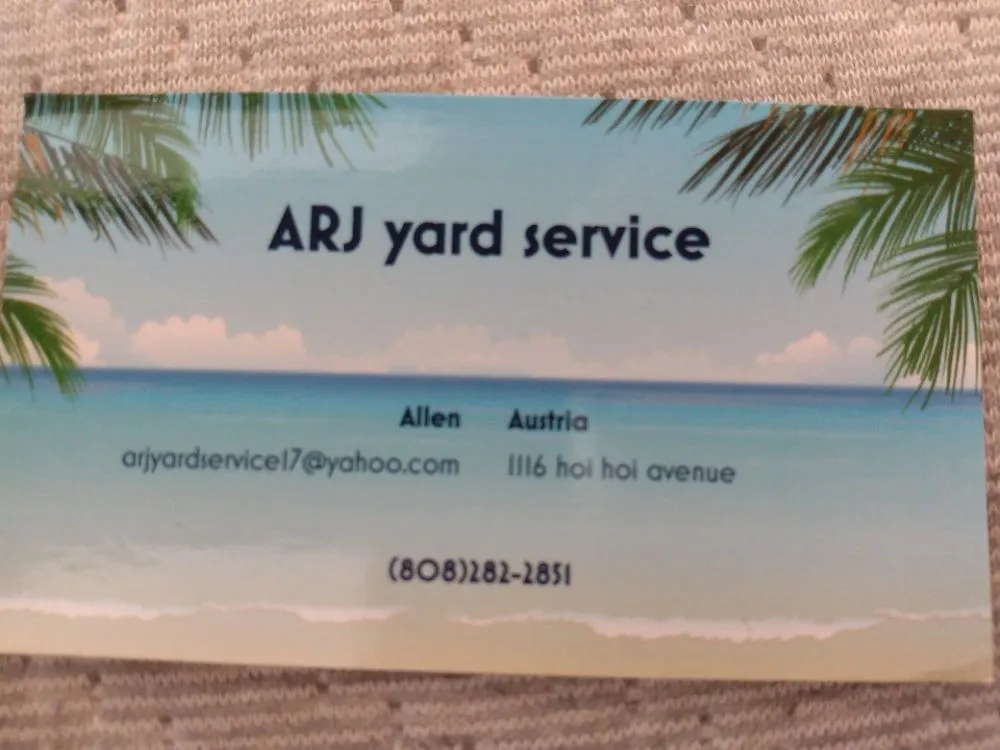 ARJ yard service
Allen Austria
arjyardservice17@yahoo.com 1116 hoi hoi avenue
(808)282-2851